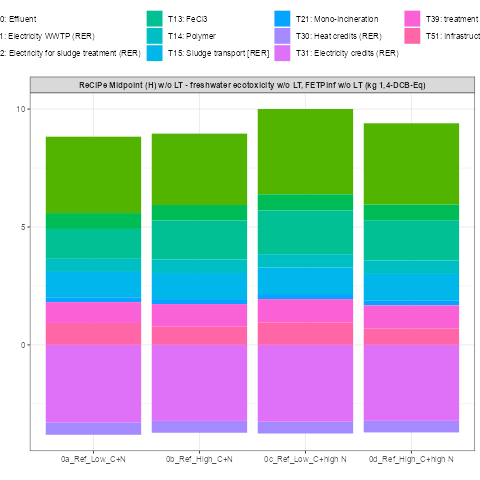 0: Effluent T13: FeCl3 T21: Mono-incineration T39: treatment
1: Electricity WWTP (RER) T14: Polymer T30: Heat credits (RER) T51: Infrastruct
2: Electricity for sludge treatment (RER) T15: Sludge transport [RER] T31: Electricity credits (RER)
ReCiPe Midpoint (H) w/o LT - freshwater ecotoxicity w/o LT, FETPinf w/o LT (kg 1,4-DCB-Eq)
10
5
0
0a_Ref_Low_C+N 0b_Ref_High_C+N 0c_Ref_Low_C+high N 0d_Ref_High_C+high N